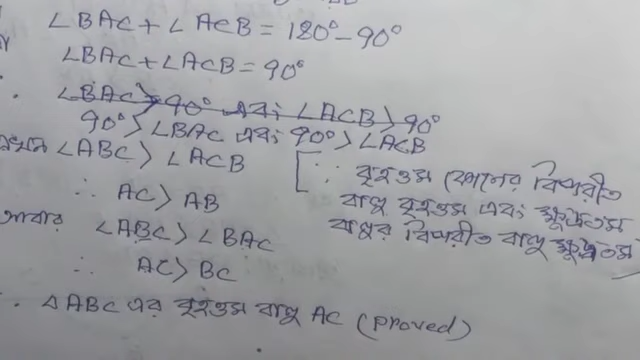 ∠BAC + ∠ACB = 180° - 90°
∠BAC + ∠ACB = 90°
∠BAC > 90° এবং ∠ACB > 90°
90° > ∠BAC এবং 90° > ∠ACB
∠ABC > ∠ACB [∵ বৃহত্তম কোণের বিপরীত
∴ AC > AB বাহু বৃহত্তম এবং ক্ষুদ্রতম
আবার ∠ABC > ∠BAC বাহুর বিপরীত বাহু ক্ষুদ্রতম
∴ AC > BC
∴ ΔABC এর বৃহত্তম বাহু AC (proved)